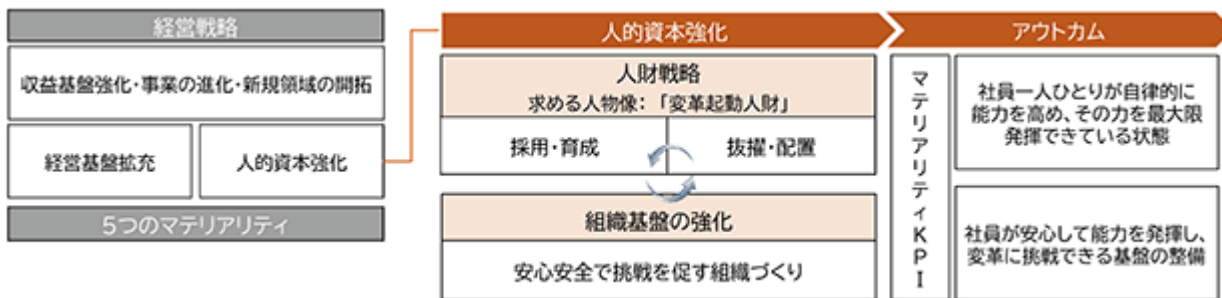 経営戦略
収益基盤強化・事業の進化・新規領域の開拓
経営基盤拡充
人的資本強化
5つのマテリアリティ
人的資本強化
人財戦略
求める人物像：「変革起動人財」
採用・育成
抜擢・配置
組織基盤の強化
安心安全で挑戦を促す組織づくり
アウトカム
マテリアリティKPI
社員一人ひとりが自律的に
能力を高め、その力を最大限
発揮できている状態
社員が安心して能力を発揮し、
変革に挑戦できる基盤の整備